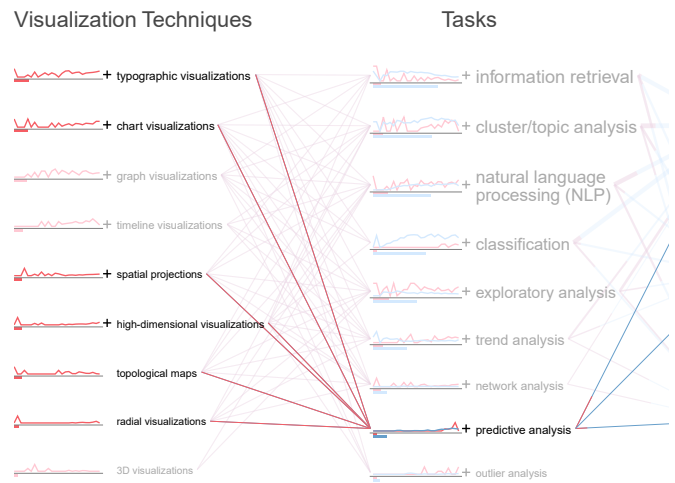 Visualization Techniques
Tasks
+ typographic visualizations
+ chart visualizations
+ graph visualizations
+ timeline visualizations
+ spatial projections
+ high-dimensional visualizations
topological maps
radial visualizations
3D visualizations
+ information retrieval
+ cluster/topic analysis
+ natural language
processing (NLP)
+ classification
+ exploratory analysis
+ trend analysis
+ network analysis
+ predictive analysis
+ outlier analysis